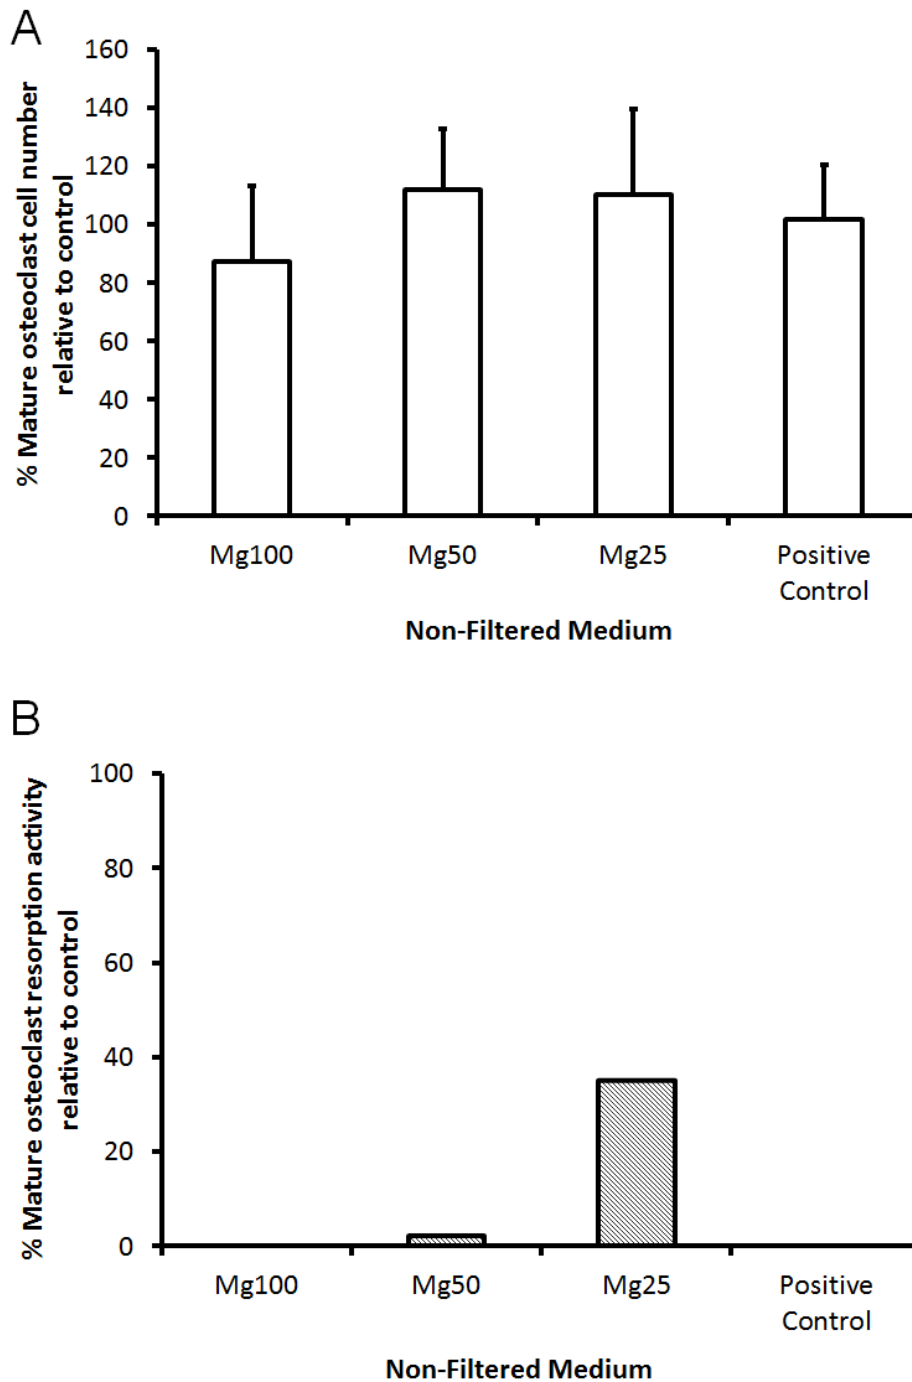 A
% Mature osteoclast cell number
relative to control
160
140
120
100
80
60
40
20
0
Mg100 Mg50 Mg25 Positive
Control
Non-Filtered Medium
B
% Mature osteoclast resorption activity
relative to control
100
80
60
40
20
0
Mg100 Mg50 Mg25 Positive
Control
Non-Filtered Medium